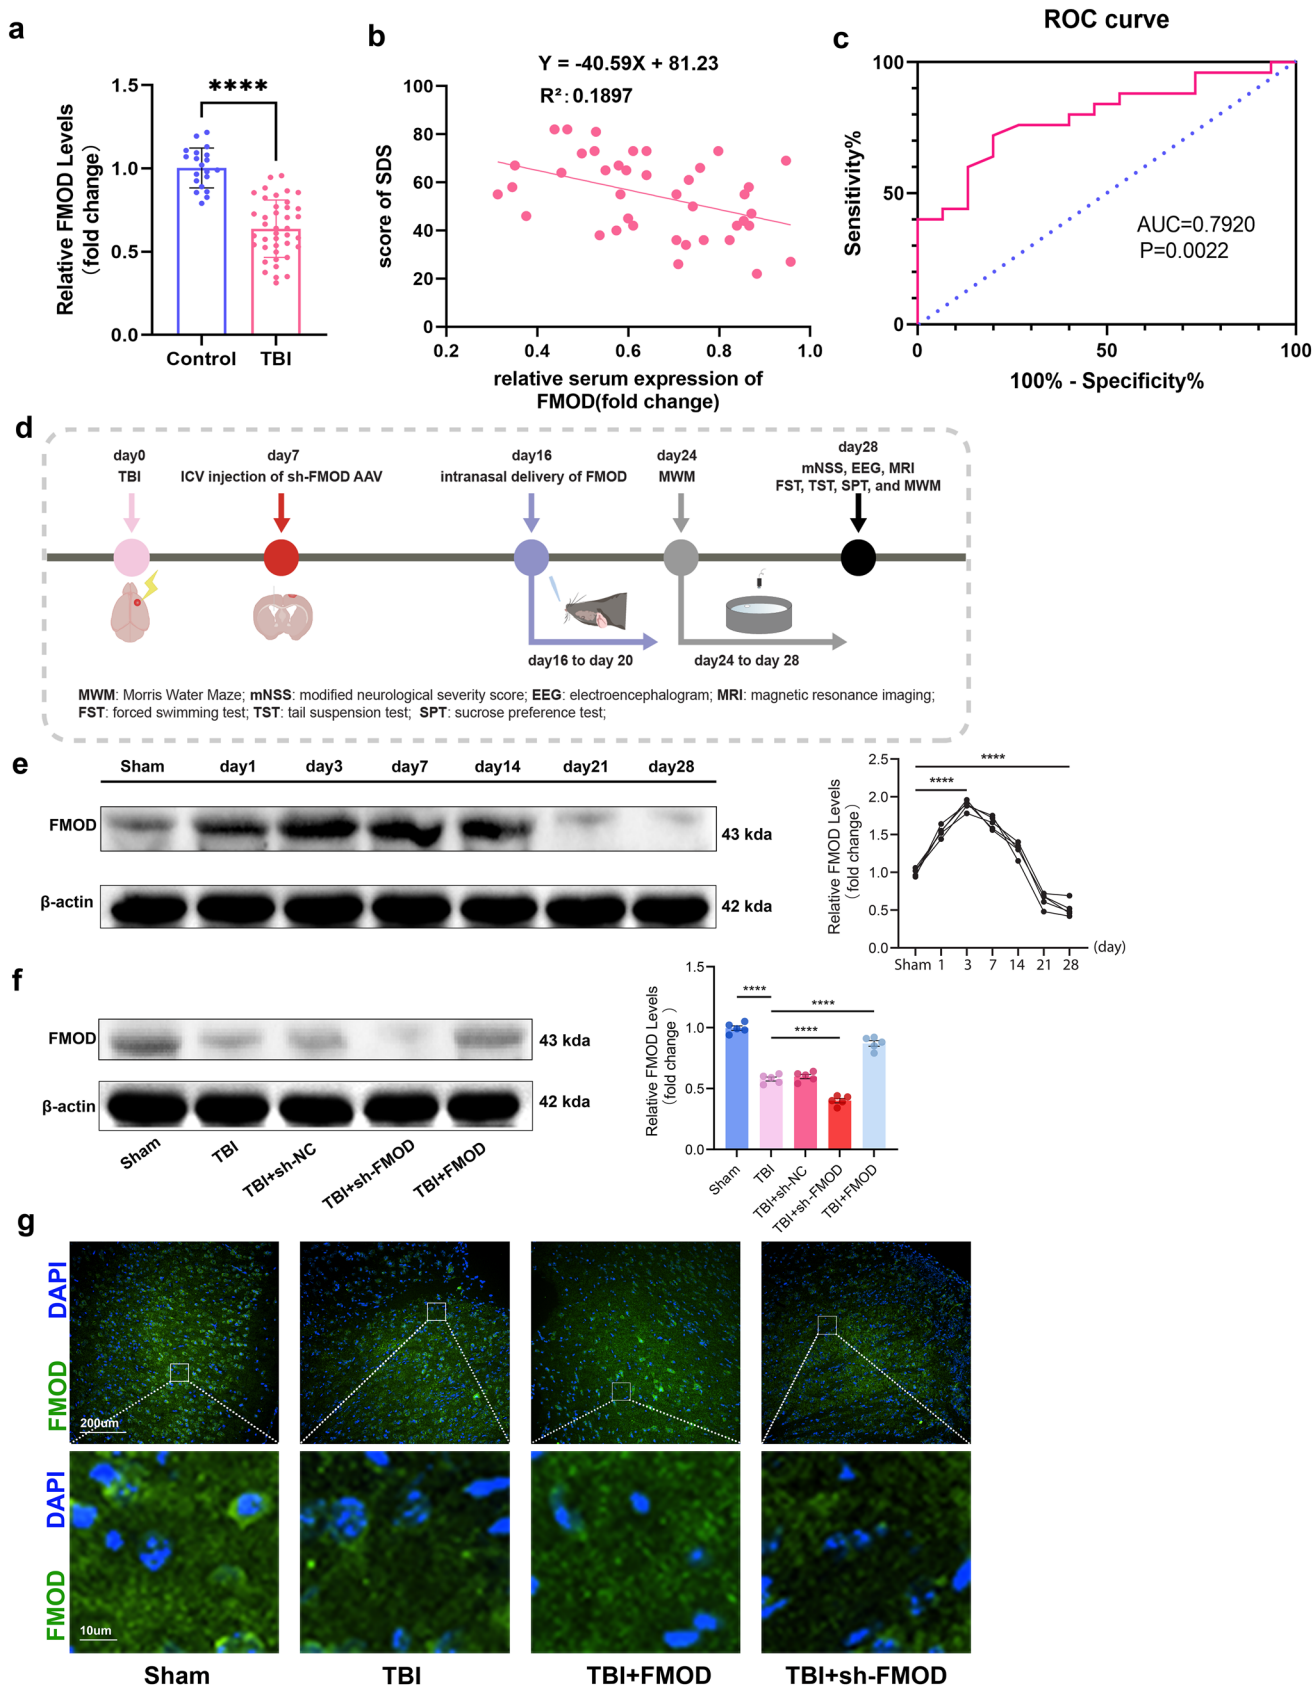 a
Relative FMOD Levels
（fold change）
1.5
1.0
0.5
0.0
****
Control
TBI
b
Y = -40.59X + 81.23
R²：0.1897
score of SDS
100
80
60
40
20
0
0.2
0.4
0.6
0.8
1.0
relative serum expression of
FMOD(fold change)
c
ROC curve
Sensitivity%
100
50
0
AUC=0.7920
P=0.0022
0
50
100
100% - Specificity%
d
day0
TBI
day7
ICV injection of sh-FMOD AAV
day16
intranasal delivery of FMOD
day24
MWM
day28
mNSS, EEG, MRI
FST, TST, SPT, and MWM
day16 to day 20
day24 to day 28
MWM: Morris Water Maze; mNSS: modified neurological severity score; EEG: electroencephalogram; MRI: magnetic resonance imaging;
FST: forced swimming test; TST: tail suspension test; SPT: sucrose preference test;
e
Sham
day1
day3
day7
day14
day21
day28
FMOD
43 kda
β-actin
42 kda
Relative FMOD Levels
（fold change）
2.5
2.0
1.5
1.0
0.5
0.0
****
****
Sham
1
3
7
14
21
28
(day)
f
FMOD
43 kda
β-actin
42 kda
Sham
TBI
TBI+sh-NC
TBI+sh-FMOD
TBI+FMOD
Relative FMOD Levels
（fold change ）
1.5
1.0
0.5
0.0
****
****
****
Sham
TBI
TBI+sh-NC
TBI+sh-FMOD
TBI+FMOD
g
FMOD DAPI
200um
FMOD DAPI
10um
Sham
TBI
TBI+FMOD
TBI+sh-FMOD